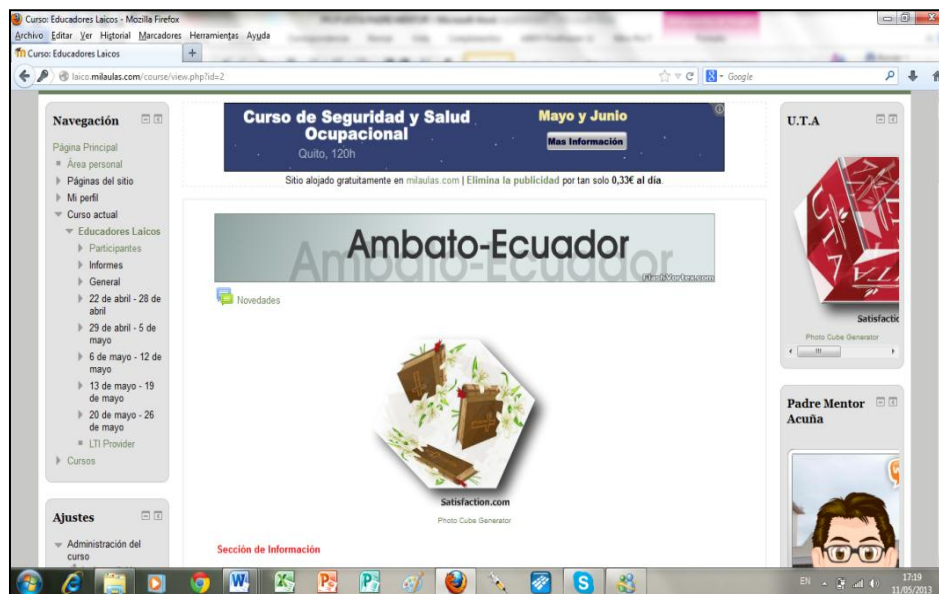 Curso: Educadores Laicos - Mozilla Firefox
Archivo Editar Ver Historial Marcadores Herramientas Ayuda
Curso: Educadores Laicos
laico.milaulas.com/course/view.php?id=2
Google
Navegación
Página Principal
Área personal
Páginas del sitio
Mi perfil
Curso actual
Educadores Laicos
Participantes
Informes
General
22 de abril - 28 de
abril
29 de abril - 5 de
mayo
6 de mayo - 12 de
mayo
13 de mayo - 19
de mayo
20 de mayo - 26
de mayo
LTI Provider
Cursos
Ajustes
Administración del
curso
Curso de Seguridad y Salud
Ocupacional
Quito, 120h
Mayo y Junio
Mas Información
Sitio alojado gratuitamente en milaulas.com | Elimina la publicidad por tan solo 0,33€ al día.
Ambato-Ecuador
FlashVortex.com
Novedades
Satisfaction.com
Photo Cube Generator
Sección de Información
U.T.A
Satisfactic
Photo Cube Generator
Padre Mentor
Acuña
EN
17:19
11/05/2013